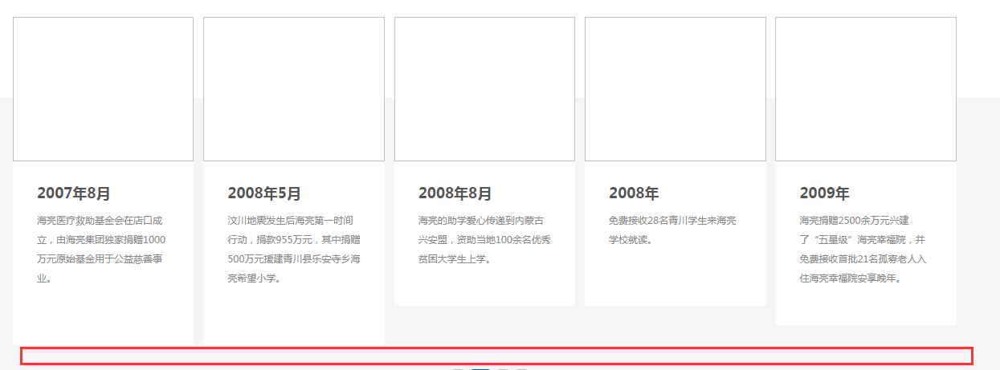 2007年8月
海亮医疗救助基金会在店口成
立，由海亮集团独家捐赠1000
万元原始基金用于公益慈善事
业。
2008年5月
汶川地震发生后海亮第一时间
行动，捐款955万元，其中捐赠
500万元援建青川县乐安寺乡海
亮希望小学。
2008年8月
海亮的助学爱心传递到内蒙古
兴安盟，资助当地100余名优秀
贫困大学生上学。
2008年
免费接收28名青川学生来海亮
学校就读。
2009年
海亮捐赠2500余万元兴建
了“五星级”海亮幸福院，并
免费接收首批21名孤寡老人入
住海亮幸福院安享晚年。